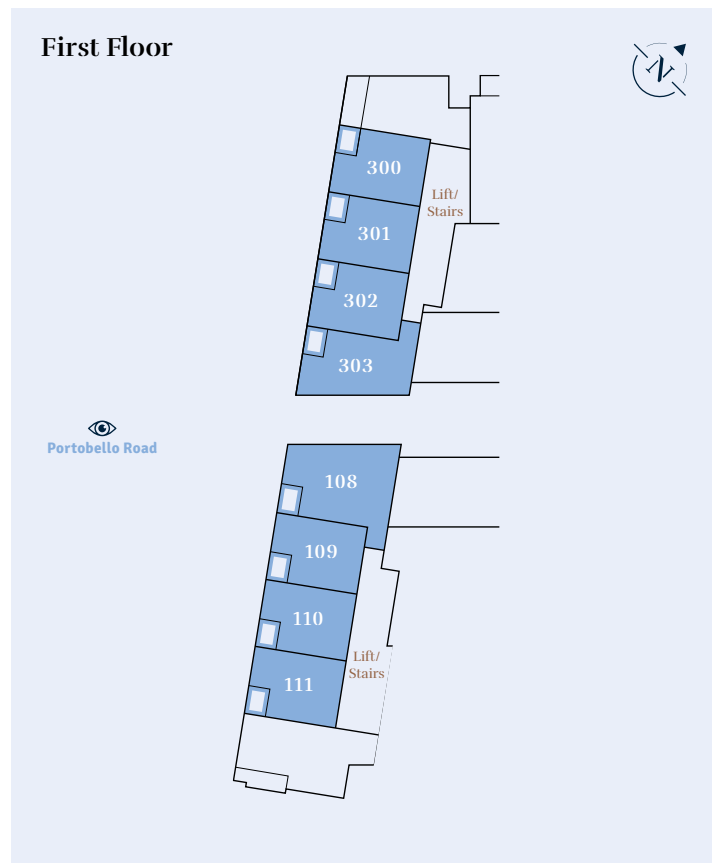 First Floor
N
300
Lift/
Stairs
301
302
303
Portobello Road
108
109
110
Lift/
Stairs
111